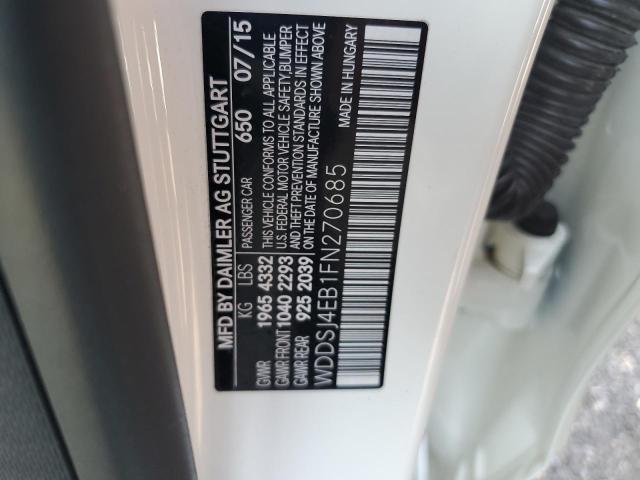 MFD BY DAIMLER AG STUTTGART
KG LBS PASSENGER CAR 650 07/15
GVWR 1965 4332 THIS VEHICLE CONFORMS TO ALL APPLICABLE
GAWR FRONT 1040 2293 U.S. FEDERAL MOTOR VEHICLE SAFETY, BUMPER
GAWR REAR 925 2039 AND THEFT PREVENTION STANDARDS IN EFFECT
ON THE DATE OF MANUFACTURE SHOWN ABOVE
WDDSJ4EB1FN270685 MADE IN HUNGARY